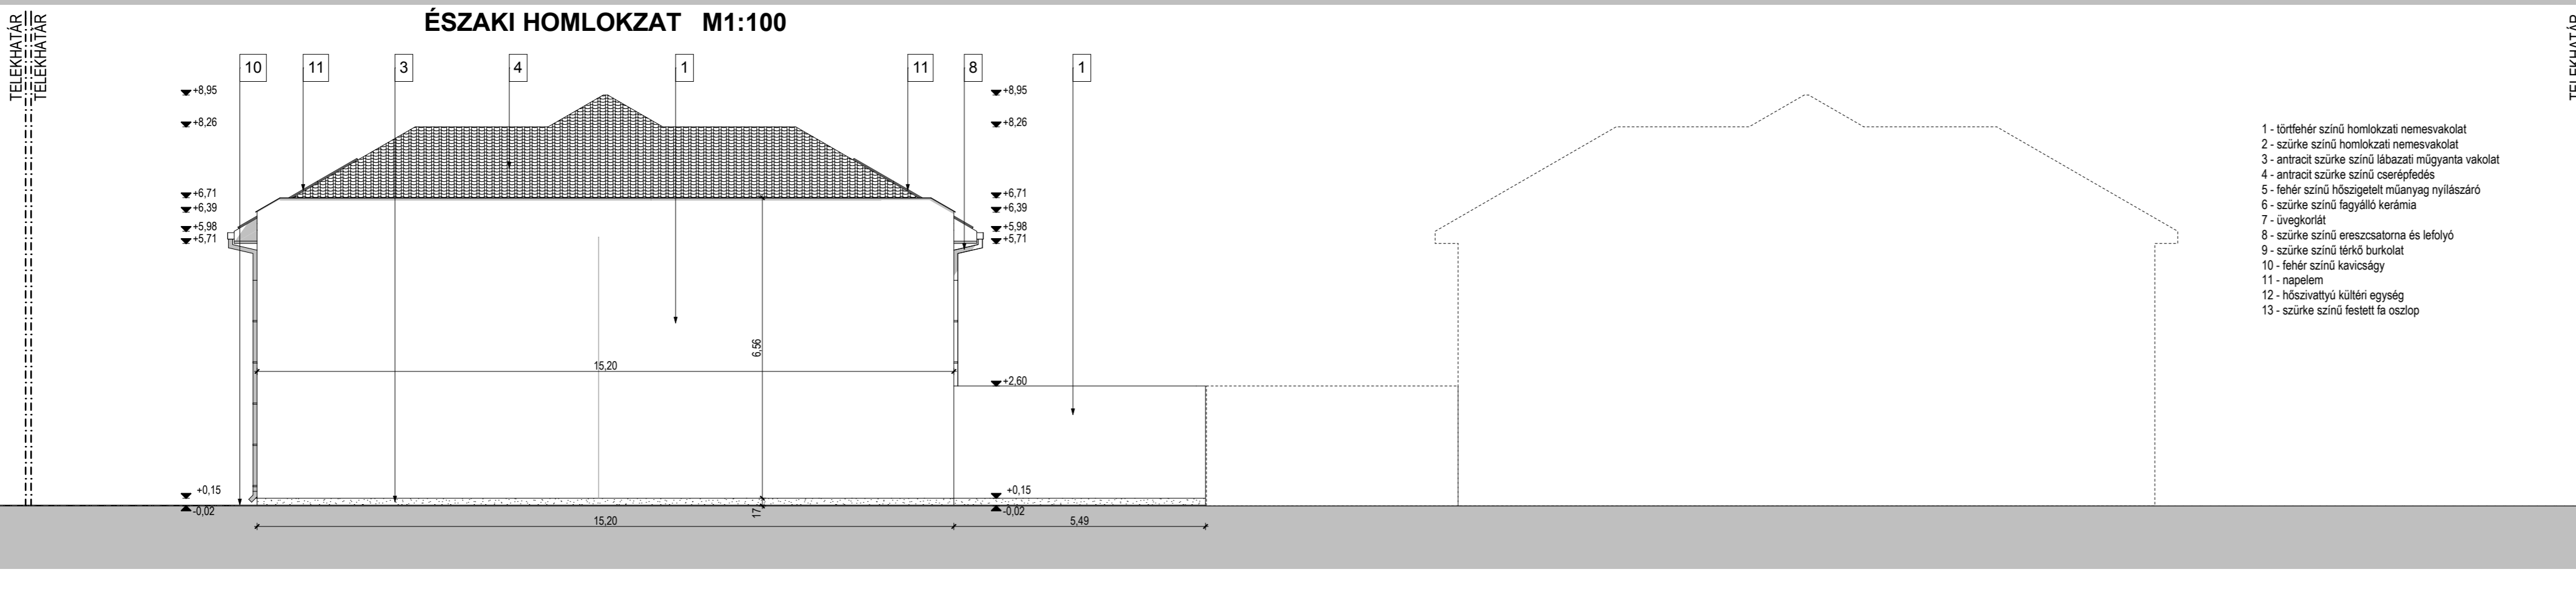 ÉSZAKI HOMLOKZAT M1:100
TELEKHATÁR
TELEKHATÁR
TELEKHATÁR
10
11
3
4
1
11
8
1
+8,95
+8,26
+6,71
+6,39
+5,98
+5,71
+0,15
-0,02
+8,95
+8,26
+6,71
+6,39
+5,98
+5,71
+2,60
+0,15
-0,02
15,20
6,56
17
15,20
5,49
1 - törtfehér színű homlokzati nemesvakolat
2 - szürke színű homlokzati nemesvakolat
3 - antracit szürke színű lábazati műgyanta vakolat
4 - antracit szürke színű cserépfedés
5 - fehér színű hőszigetelt műanyag nyílászáró
6 - szürke színű fagyálló kerámia
7 - üvegkorlát
8 - szürke színű ereszcsatorna és lefolyó
9 - szürke színű térkő burkolat
10 - fehér színű kavicságy
11 - napelem
12 - hőszivattyú kültéri egység
13 - szürke színű festett fa oszlop